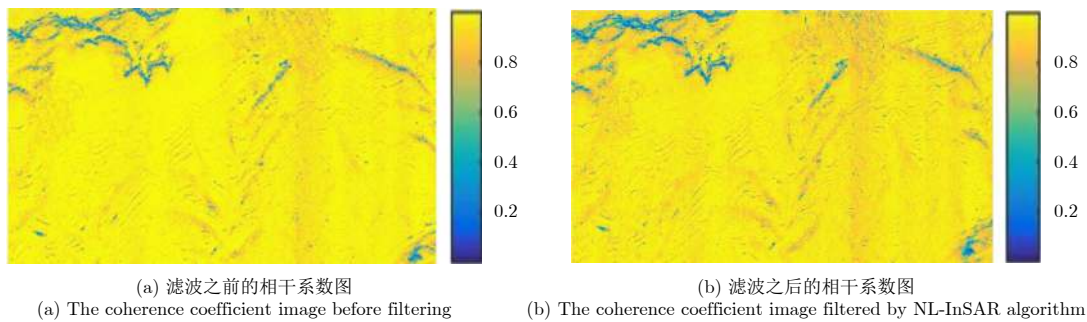 0.8
0.6
0.4
0.2
0.8
0.6
0.4
0.2
(a) 滤波之前的相干系数图
(a) The coherence coefficient image before filtering
(b) 滤波之后的相干系数图
(b) The coherence coefficient image filtered by NL-InSAR algorithm